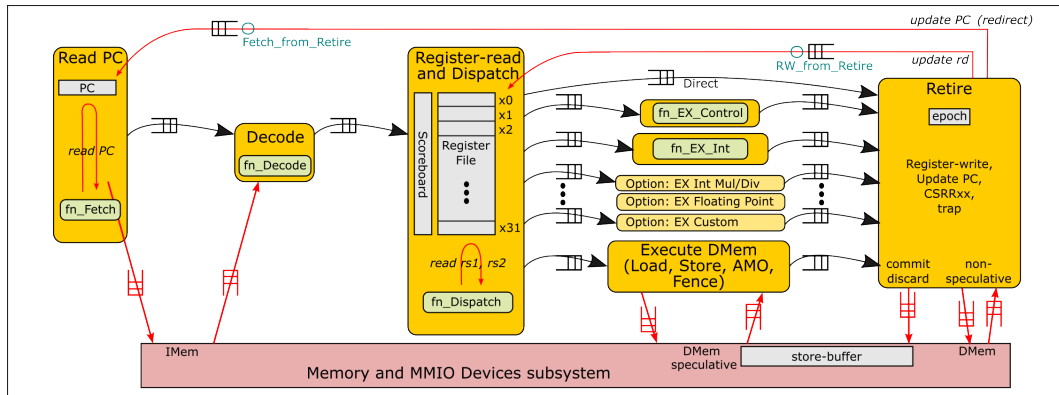 update PC (redirect)
Fetch_from_Retire
update rd
RW_from_Retire
Read PC
PC
read PC
fn_Fetch
Decode
fn_Decode
Register-read
and Dispatch
Scoreboard
Register
File
x0
x1
x2
x31
read rs1, rs2
fn_Dispatch
Direct
fn_EX_Control
fn_EX_Int
Option: EX Int Mul/Div
Option: EX Floating Point
Option: EX Custom
Execute DMem
(Load, Store, AMO,
Fence)
Retire
epoch
Register-write,
Update PC,
CSRRxx,
trap
commit
discard
non-
speculative
IMem
DMem
speculative
store-buffer
DMem
Memory and MMIO Devices subsystem